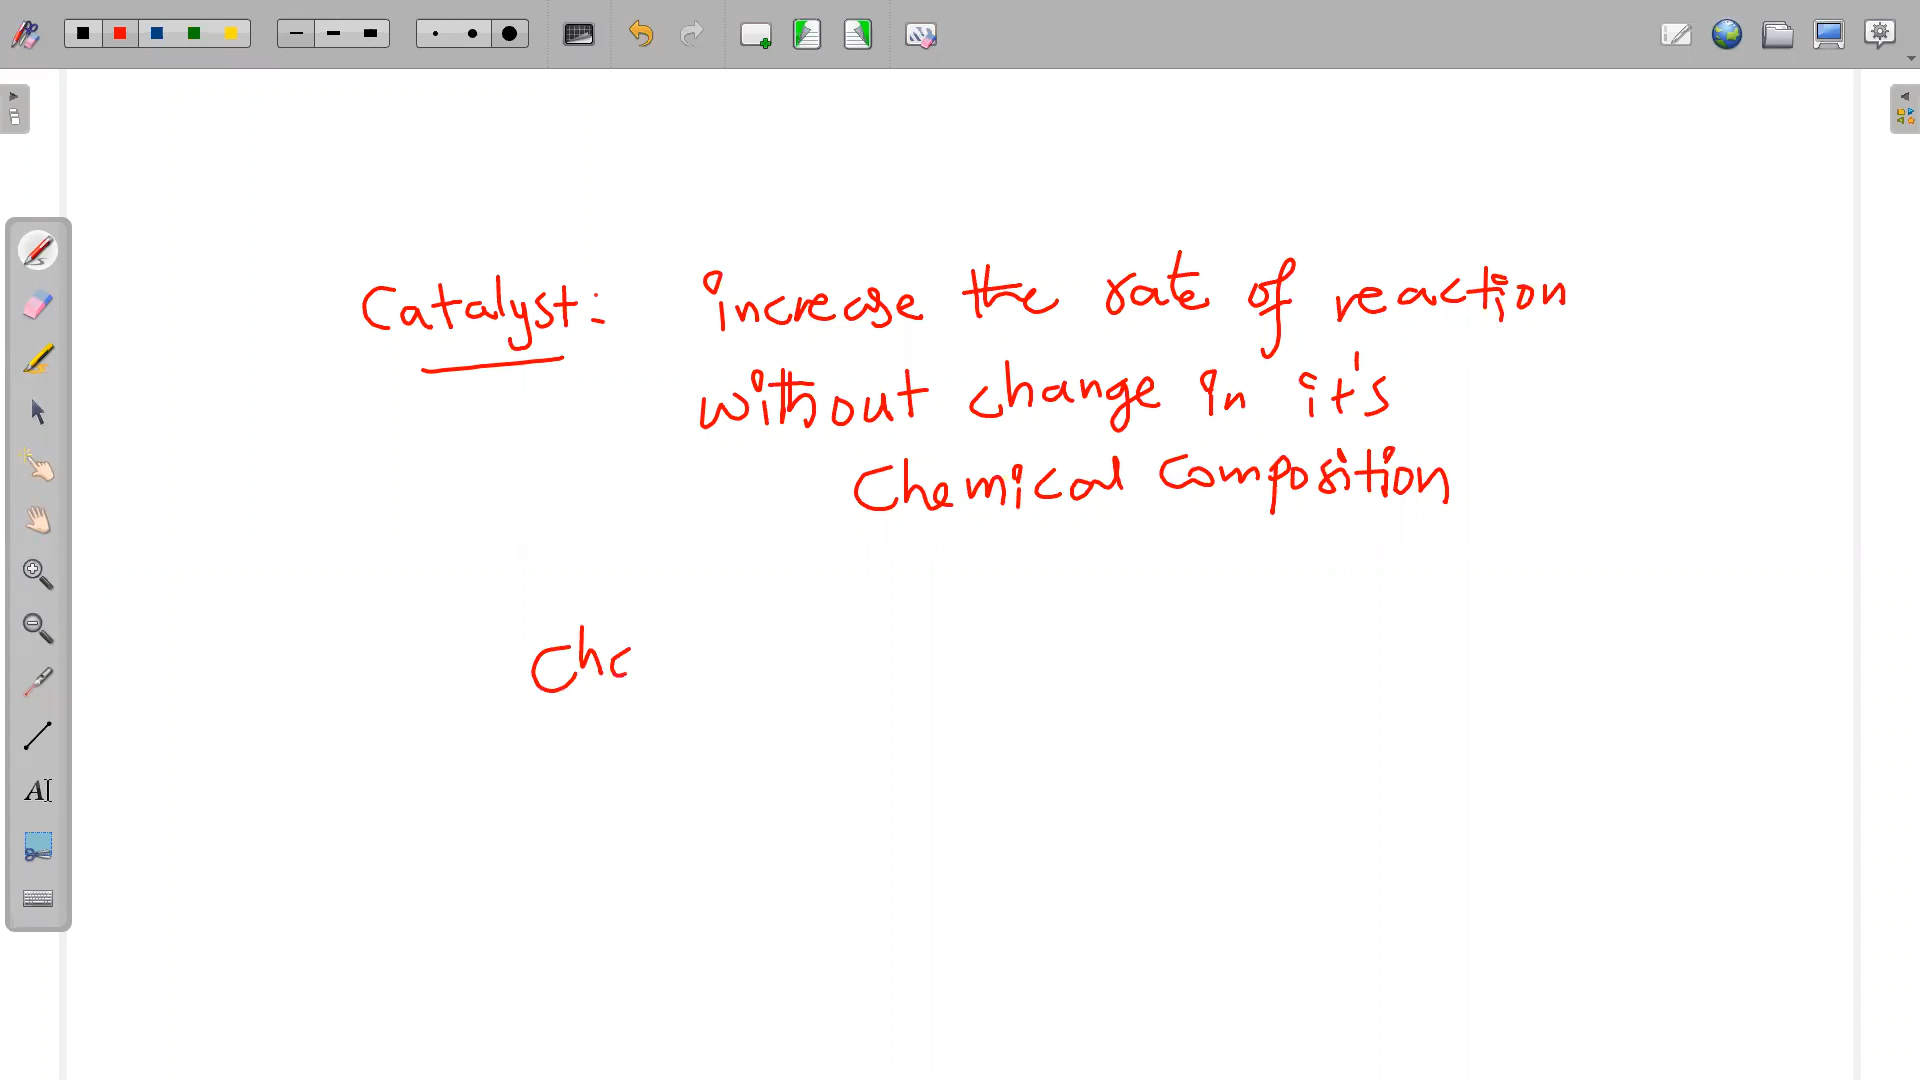 Catalyst: increase the rate of reaction
without change in it's
Chemical Composition
Chc